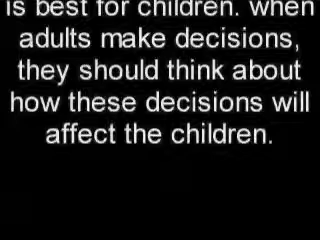 is best for children. when
adults make decisions,
they should think about
how these decisions will
affect the children.